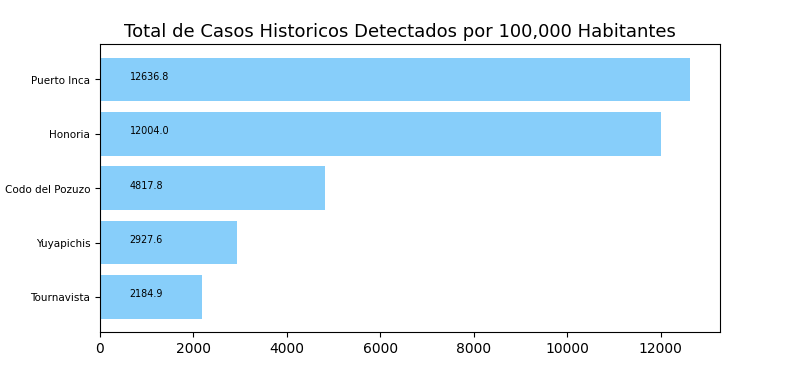 Total de Casos Historicos Detectados por 100,000 Habitantes
Puerto Inca 12636.8
Honoria 12004.0
Codo del Pozuzo 4817.8
Yuyapichis 2927.6
Tournavista 2184.9
0 2000 4000 6000 8000 10000 12000